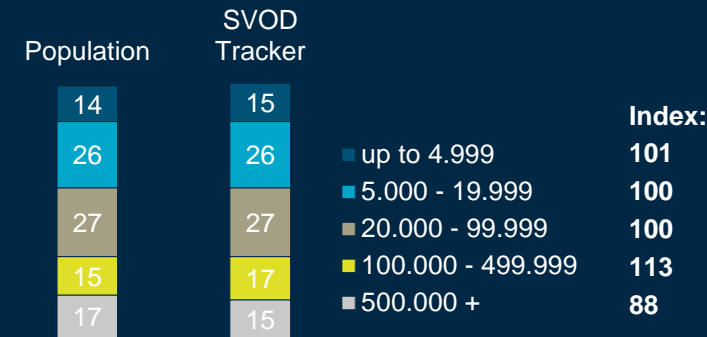 Population
SVOD
Tracker
14
26
27
15
17
15
26
27
17
15
Index:
up to 4.999 101
5.000 - 19.999 100
20.000 - 99.999 100
100.000 - 499.999 113
500.000 + 88